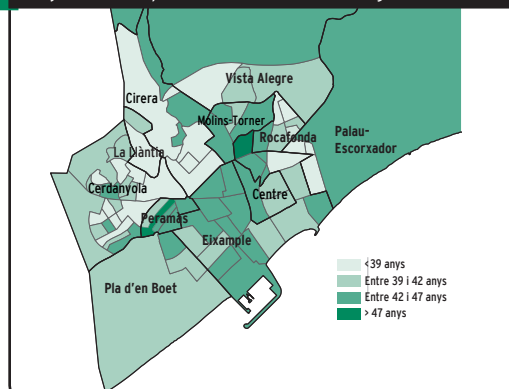 Vista Alegre
Cirera
Molins-Torner
Rocafonda
Palau-
Escorxador
La Llàntia
Cerdanyola
Centre
Peramàs
Eixample
Pla d'en Boet
<39 anys
Entre 39 i 42 anys
Entre 42 i 47 anys
> 47 anys